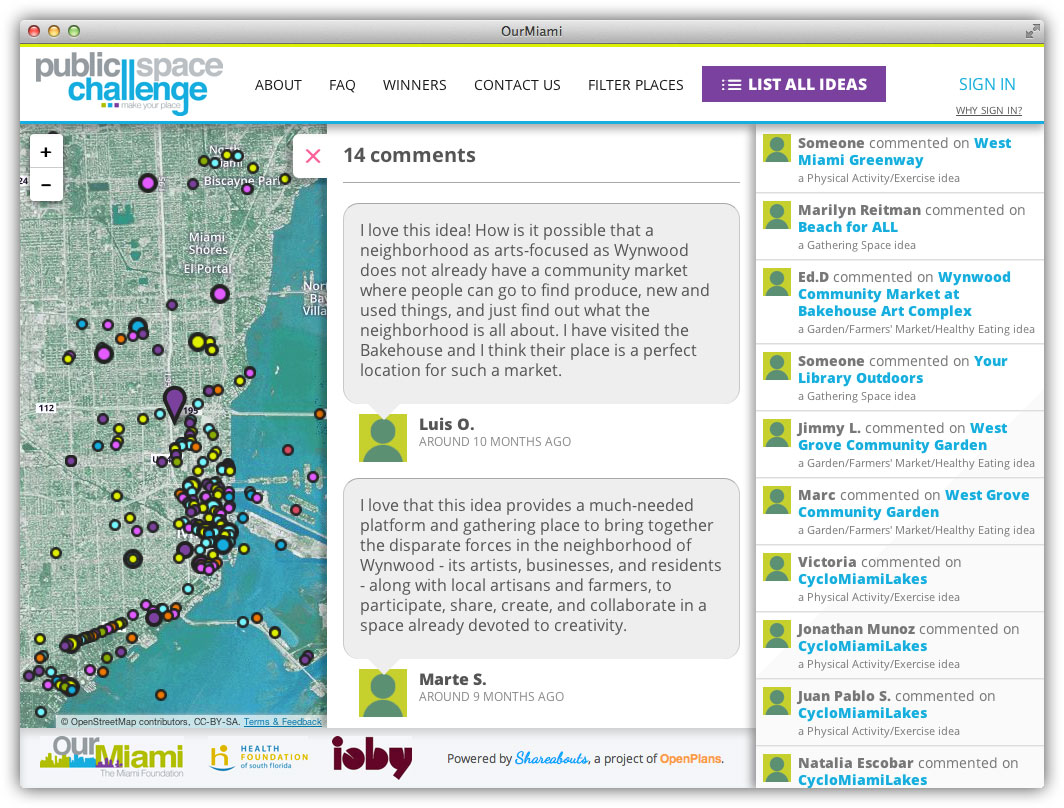 OurMiami
public space
challenge
make your place
ABOUT
FAQ
WINNERS
CONTACT US
FILTER PLACES
LIST ALL IDEAS
SIGN IN
WHY SIGN IN?
+
−
Biscayne Park
Miami
Shores
El Portal
112
195
© OpenStreetMap contributors, CC-BY-SA. Terms & Feedback
14 comments
I love this idea! How is it possible that a
neighborhood as arts-focused as Wynwood
does not already have a community market
where people can go to find produce, new and
used things, and just find out what the
neighborhood is all about. I have visited the
Bakehouse and I think their place is a perfect
location for such a market.
Luis O.
AROUND 10 MONTHS AGO
I love that this idea provides a much-needed
platform and gathering place to bring together
the disparate forces in the neighborhood of
Wynwood - its artists, businesses, and residents
- along with local artisans and farmers, to
participate, share, create, and collaborate in a
space already devoted to creativity.
Marte S.
AROUND 9 MONTHS AGO
Someone commented on West
Miami Greenway
a Physical Activity/Exercise idea
Marilyn Reitman commented on
Beach for ALL
a Gathering Space idea
Ed.D commented on Wynwood
Community Market at
Bakehouse Art Complex
a Garden/Farmers' Market/Healthy Eating idea
Someone commented on Your
Library Outdoors
a Gathering Space idea
Jimmy L. commented on West
Grove Community Garden
a Garden/Farmers' Market/Healthy Eating idea
Marc commented on West Grove
Community Garden
a Garden/Farmers' Market/Healthy Eating idea
Victoria commented on
CycloMiamiLakes
a Physical Activity/Exercise idea
Jonathan Munoz commented on
CycloMiamiLakes
a Physical Activity/Exercise idea
Juan Pablo S. commented on
CycloMiamiLakes
a Physical Activity/Exercise idea
Natalia Escobar commented on
CycloMiamiLakes
OurMiami
The Miami Foundation
HEALTH
FOUNDATION
of south florida
ioby
Powered by Shareabouts, a project of OpenPlans.